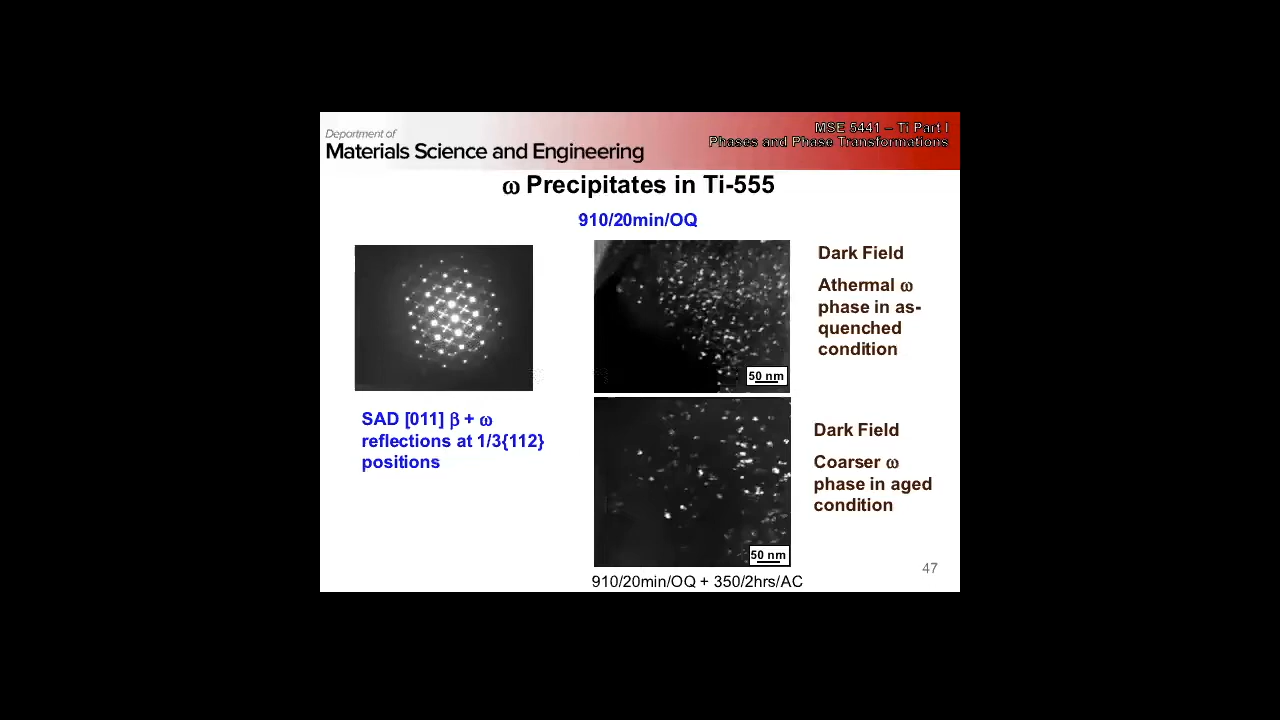 Department of
Materials Science and Engineering
MSE 5441 – Ti Part I
Phases and Phase Transformations
ω Precipitates in Ti-555
910/20min/OQ
SAD [011] β + ω
reflections at 1/3{112}
positions
50 nm
Dark Field
Athermal ω
phase in as-
quenched
condition
50 nm
Dark Field
Coarser ω
phase in aged
condition
910/20min/OQ + 350/2hrs/AC
47